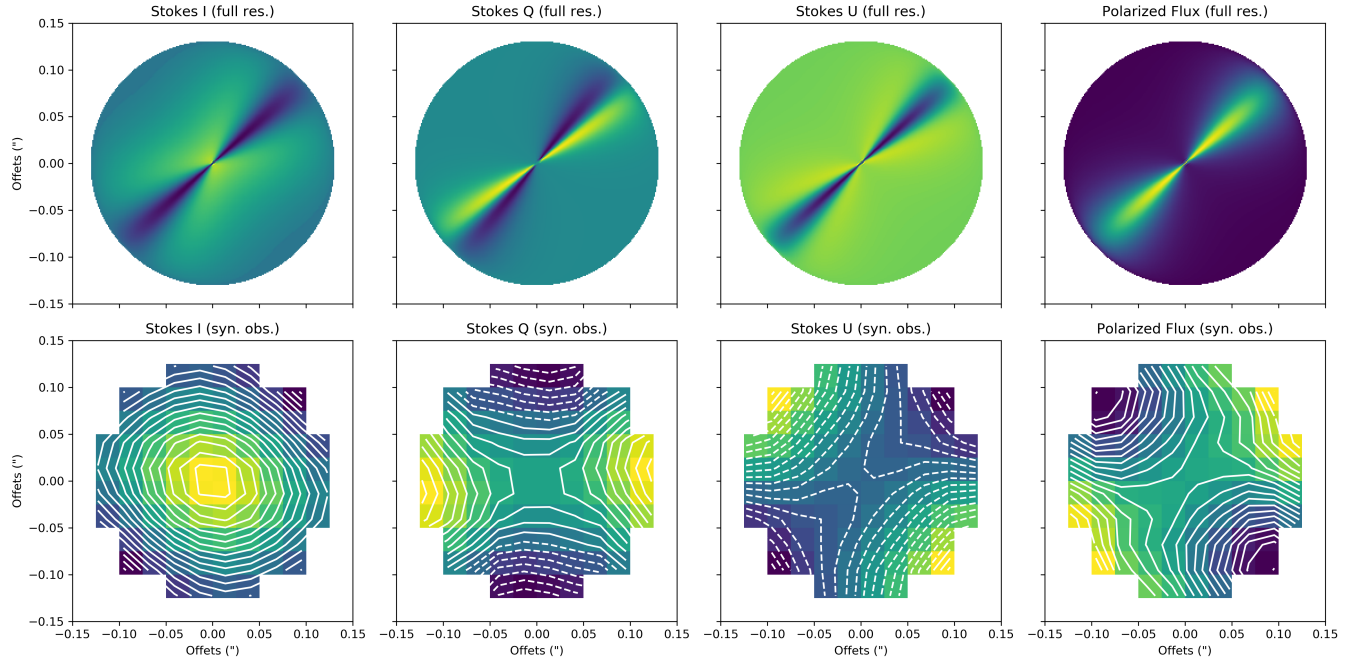 Stokes I (full res.)
Stokes Q (full res.)
Stokes U (full res.)
Polarized Flux (full res.)
0.15
0.10
0.05
0.00
−0.05
−0.10
−0.15
Offets (")
Stokes I (syn. obs.)
Stokes Q (syn. obs.)
Stokes U (syn. obs.)
Polarized Flux (syn. obs.)
0.15
0.10
0.05
0.00
−0.05
−0.10
−0.15
Offets (")
−0.15 −0.10 −0.05 0.00 0.05 0.10 0.15
−0.15 −0.10 −0.05 0.00 0.05 0.10 0.15
−0.15 −0.10 −0.05 0.00 0.05 0.10 0.15
−0.15 −0.10 −0.05 0.00 0.05 0.10 0.15
Offets (")
Offets (")
Offets (")
Offets (")